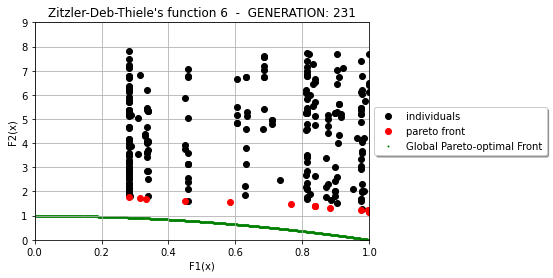 Zitzler-Deb-Thiele's function 6 - GENERATION: 231
9
8
7
6
5
4
3
2
1
0
F2(x)
0.0 0.2 0.4 0.6 0.8 1.0
F1(x)
individuals
pareto front
Global Pareto-optimal Front